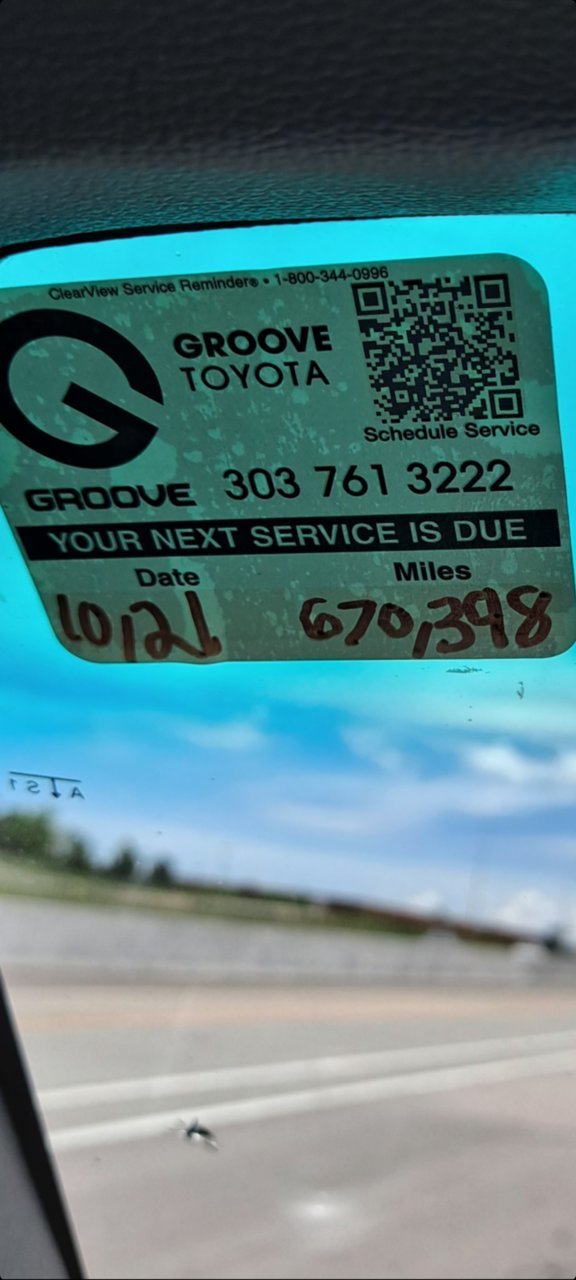 ClearView Service Reminder® • 1-800-344-0996
GROOVE
TOYOTA
Schedule Service
GROOVE 303 761 3222
YOUR NEXT SERVICE IS DUE
Date Miles
10/21 670,398